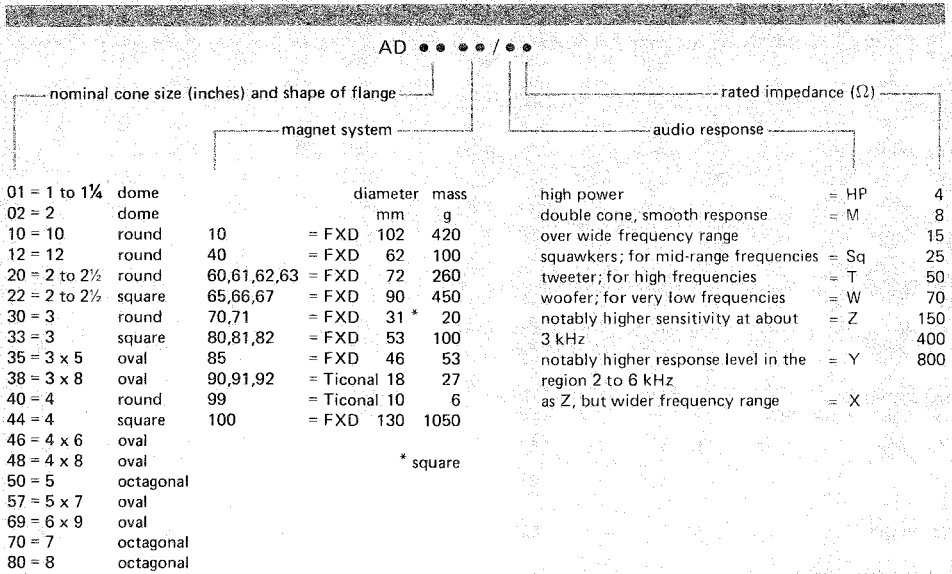 AD •• •• / ••
nominal cone size (inches) and shape of flange
rated impedance (Ω)
magnet system
audio response
01 = 1 to 1¼ dome
02 = 2 dome
10 = 10 round
12 = 12 round
20 = 2 to 2½ round
22 = 2 to 2½ square
30 = 3 round
33 = 3 square
35 = 3 x 5 oval
38 = 3 x 8 oval
40 = 4 round
44 = 4 square
46 = 4 x 6 oval
48 = 4 x 8 oval
50 = 5 octagonal
57 = 5 x 7 oval
69 = 6 x 9 oval
70 = 7 octagonal
80 = 8 octagonal
diameter mass
mm g
10 = FXD 102 420
40 = FXD 62 100
60,61,62,63 = FXD 72 260
65,66,67 = FXD 90 450
70,71 = FXD 31 * 20
80,81,82 = FXD 53 100
85 = FXD 46 53
90,91,92 = Ticonal 18 27
99 = Ticonal 10 6
100 = FXD 130 1050
* square
high power = HP
double cone, smooth response = M
over wide frequency range
squawkers; for mid-range frequencies = Sq
tweeter; for high frequencies = T
woofer; for very low frequencies = W
notably higher sensitivity at about = Z
3 kHz
notably higher response level in the = Y
region 2 to 6 kHz
as Z, but wider frequency range = X
4
8
15
25
50
70
150
400
800